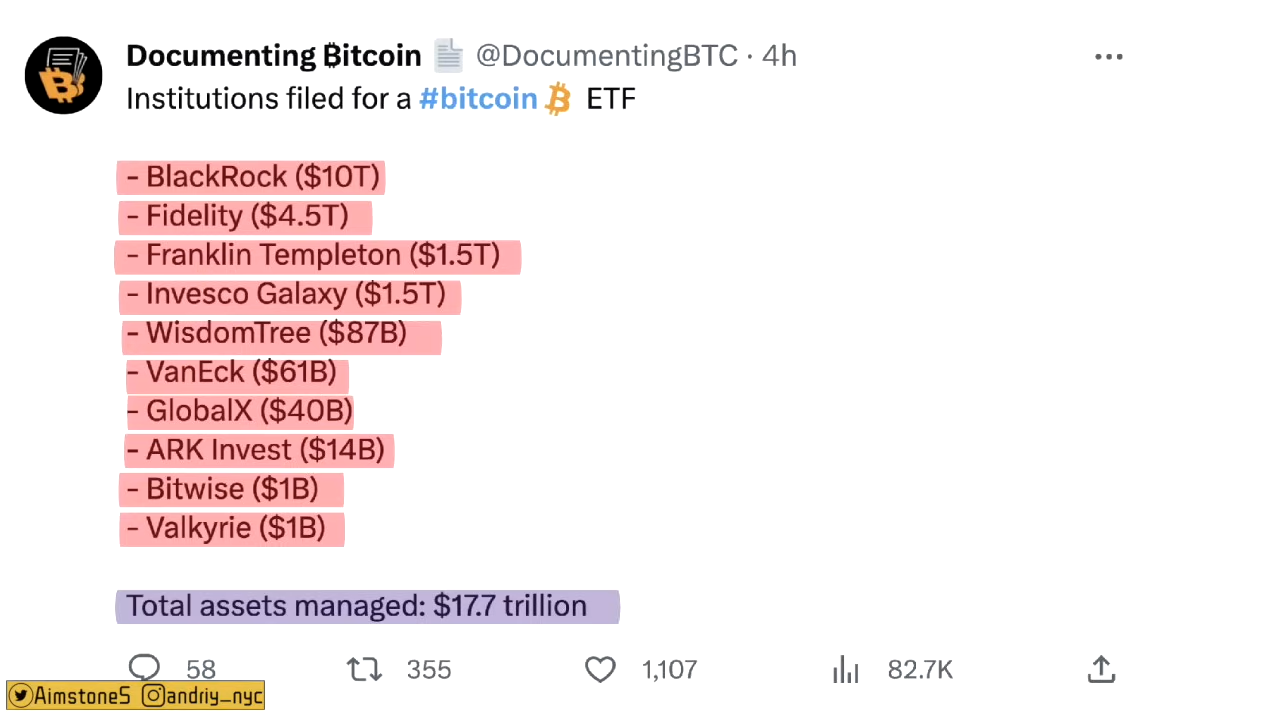 Documenting ₿itcoin @DocumentingBTC · 4h
Institutions filed for a #bitcoin ETF
- BlackRock ($10T)
- Fidelity ($4.5T)
- Franklin Templeton ($1.5T)
- Invesco Galaxy ($1.5T)
- WisdomTree ($87B)
- VanEck ($61B)
- GlobalX ($40B)
- ARK Invest ($14B)
- Bitwise ($1B)
- Valkyrie ($1B)
Total assets managed: $17.7 trillion
58 355 1,107 82.7K
Aimstone5 andriy_nyc